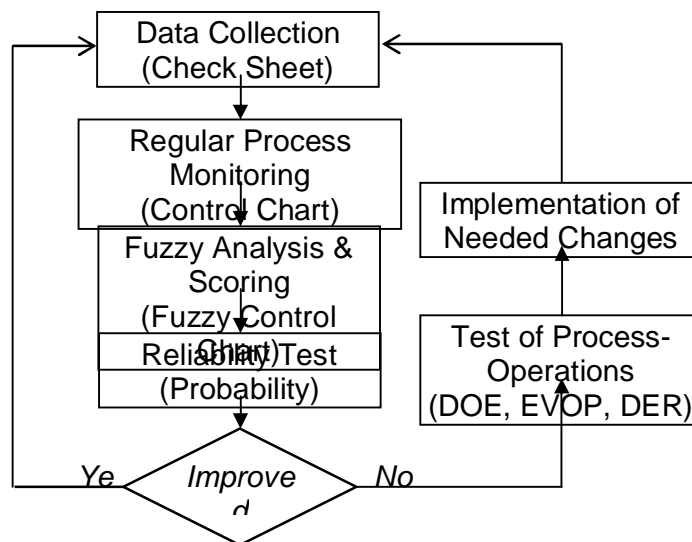 Data Collection
(Check Sheet)
Regular Process
Monitoring
(Control Chart)
Fuzzy Analysis &
Scoring
(Fuzzy Control
Chart)
Reliability Test
(Probability)
Improve
d
Ye
No
Test of Process-
Operations
(DOE, EVOP, DER)
Implementation of
Needed Changes